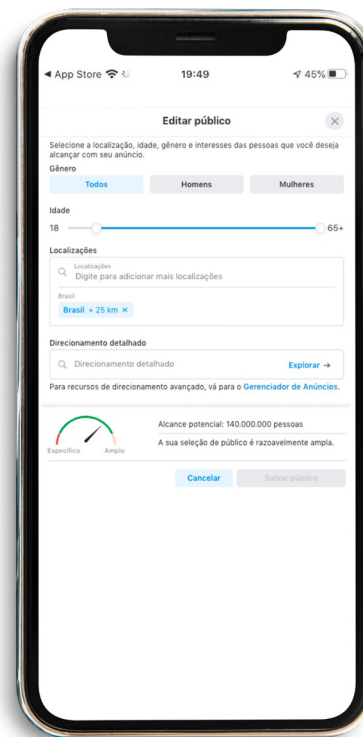 App Store
19:49
45%
Editar público
Selecione a localização, idade, gênero e interesses das pessoas que você deseja
alcançar com seu anúncio.
Gênero
Todos Homens Mulheres
Idade
18 65+
Localizações
Localizações
Digite para adicionar mais localizações
Brasil
Brasil + 25 km ×
Direcionamento detalhado
Direcionamento detalhado Explorar →
Para recursos de direcionamento avançado, vá para o Gerenciador de Anúncios.
Alcance potencial: 140.000.000 pessoas
A sua seleção de público é razoavelmente ampla.
Específico Amplo
Cancelar Salvar público